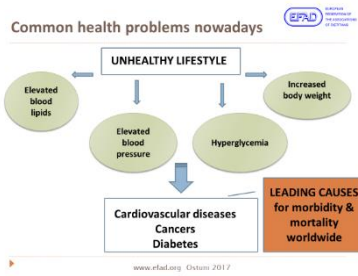 Common health problems nowadays
EFAD
EUROPEAN
FEDERATION OF
THE ASSOCIATIONS
OF DIETITIANS
UNHEALTHY LIFESTYLE
Elevated
blood
lipids
Elevated
blood
pressure
Hyperglycemia
Increased
body weight
Cardiovascular diseases
Cancers
Diabetes
LEADING CAUSES
for morbidity &
mortality
worldwide
www.efad.org Ostum 2017